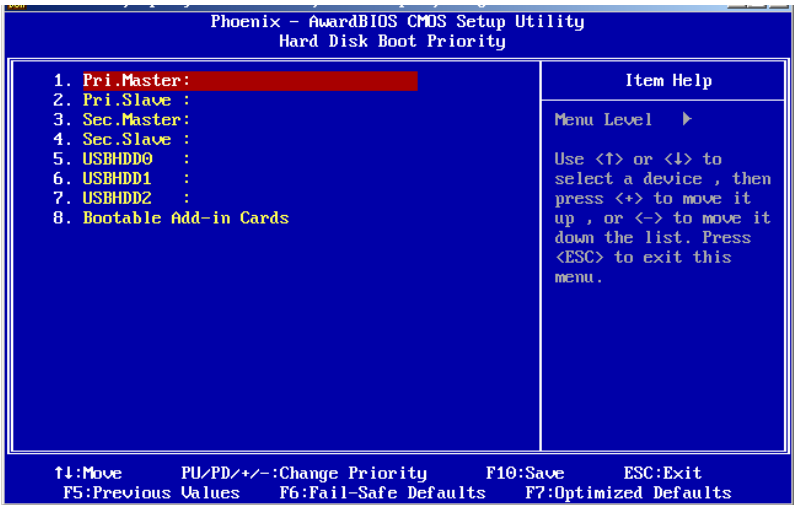 Phoenix - AwardBIOS CMOS Setup Utility
Hard Disk Boot Priority
1. Pri.Master:
2. Pri.Slave :
3. Sec.Master:
4. Sec.Slave :
5. USBHDD0 :
6. USBHDD1 :
7. USBHDD2 :
8. Bootable Add-in Cards
Item Help
Menu Level ▶
Use <↑> or <↓> to
select a device , then
press <+> to move it
up , or <-> to move it
down the list. Press
<ESC> to exit this
menu.
↑↓:Move PU/PD/+/-:Change Priority F10:Save ESC:Exit
F5:Previous Values F6:Fail-Safe Defaults F7:Optimized Defaults